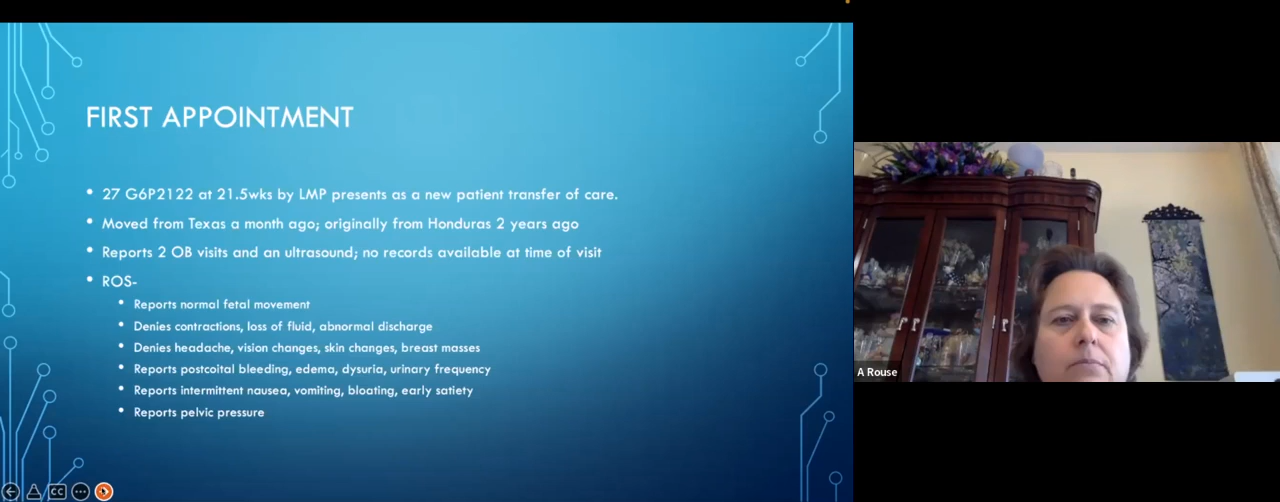 FIRST APPOINTMENT
• 27 G6P2122 at 21.5wks by LMP presents as a new patient transfer of care.
• Moved from Texas a month ago; originally from Honduras 2 years ago
• Reports 2 OB visits and an ultrasound; no records available at time of visit
• ROS-
• Reports normal fetal movement
• Denies contractions, loss of fluid, abnormal discharge
• Denies headache, vision changes, skin changes, breast masses
• Reports postcoital bleeding, edema, dysuria, urinary frequency
• Reports intermittent nausea, vomiting, bloating, early satiety
• Reports pelvic pressure
CC
A Rouse